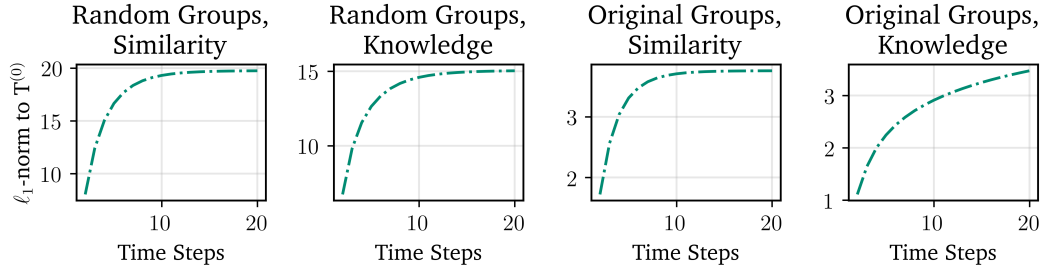 Random Groups,
Similarity
ℓ₁-norm to T⁽⁰⁾
20
15
10
10
20
Time Steps
Random Groups,
Knowledge
15
10
10
20
Time Steps
Original Groups,
Similarity
3
2
10
20
Time Steps
Original Groups,
Knowledge
3
2
1
10
20
Time Steps